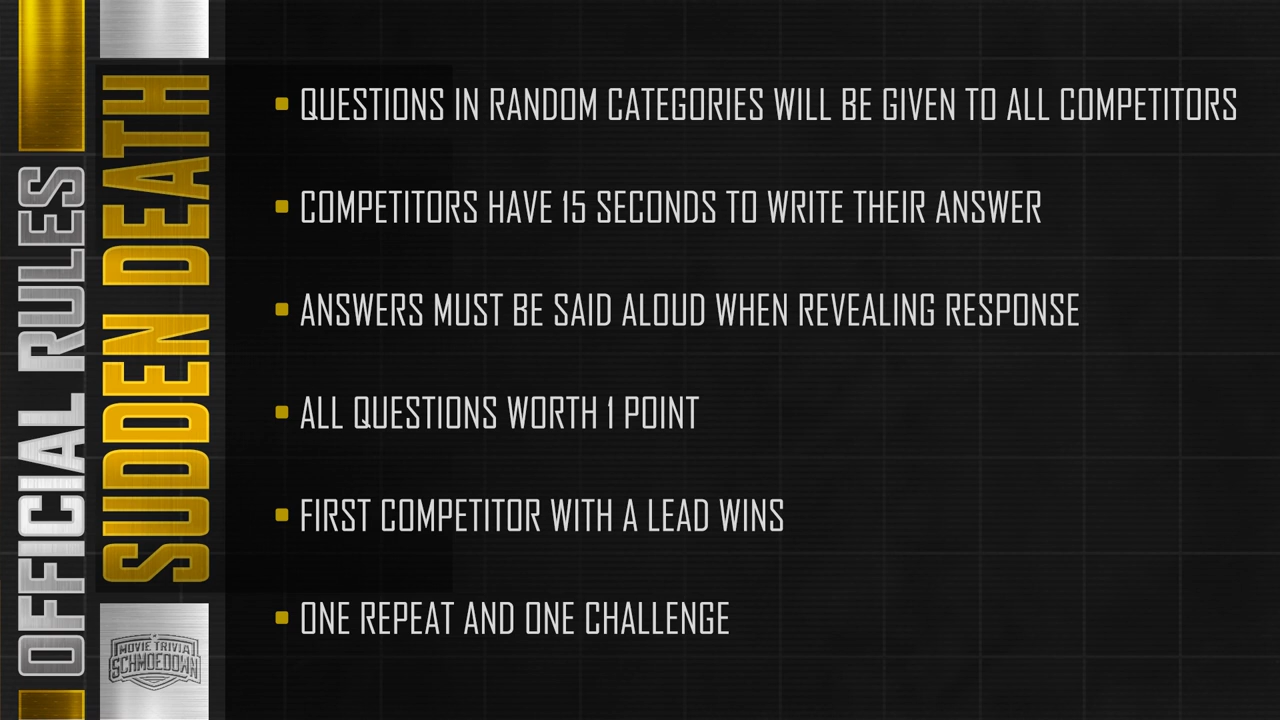 OFFICIAL RULES
SUDDEN DEATH
QUESTIONS IN RANDOM CATEGORIES WILL BE GIVEN TO ALL COMPETITORS
COMPETITORS HAVE 15 SECONDS TO WRITE THEIR ANSWER
ANSWERS MUST BE SAID ALOUD WHEN REVEALING RESPONSE
ALL QUESTIONS WORTH 1 POINT
FIRST COMPETITOR WITH A LEAD WINS
ONE REPEAT AND ONE CHALLENGE
MOVIE TRIVIA
SCHMOEDOWN